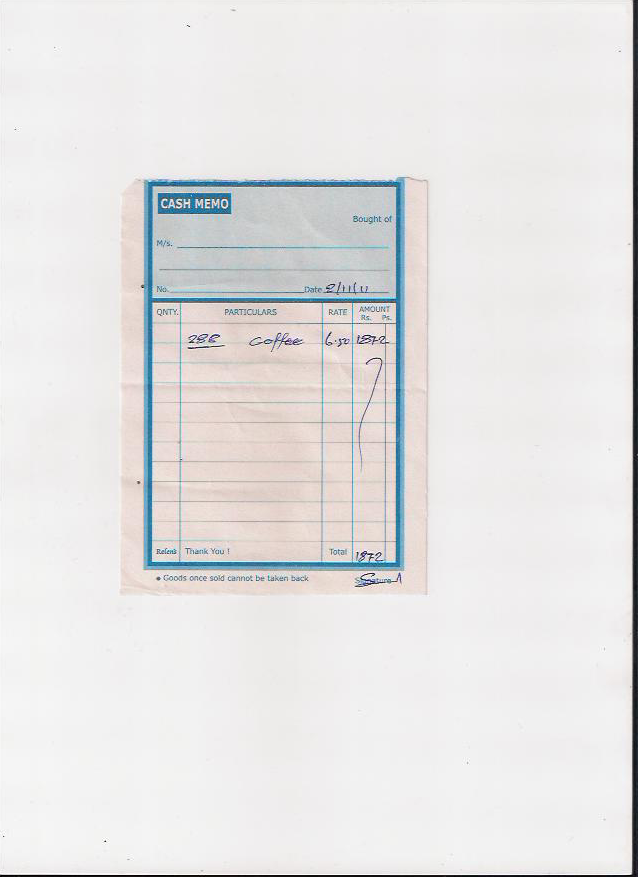 CASH MEMO
Bought of
M/s.
No. Date 2/11/11
QNTY. PARTICULARS RATE AMOUNT
Rs. Ps.
288 coffee 6.50 1872
Relen's Thank You ! Total 1872
• Goods once sold cannot be taken back Signature